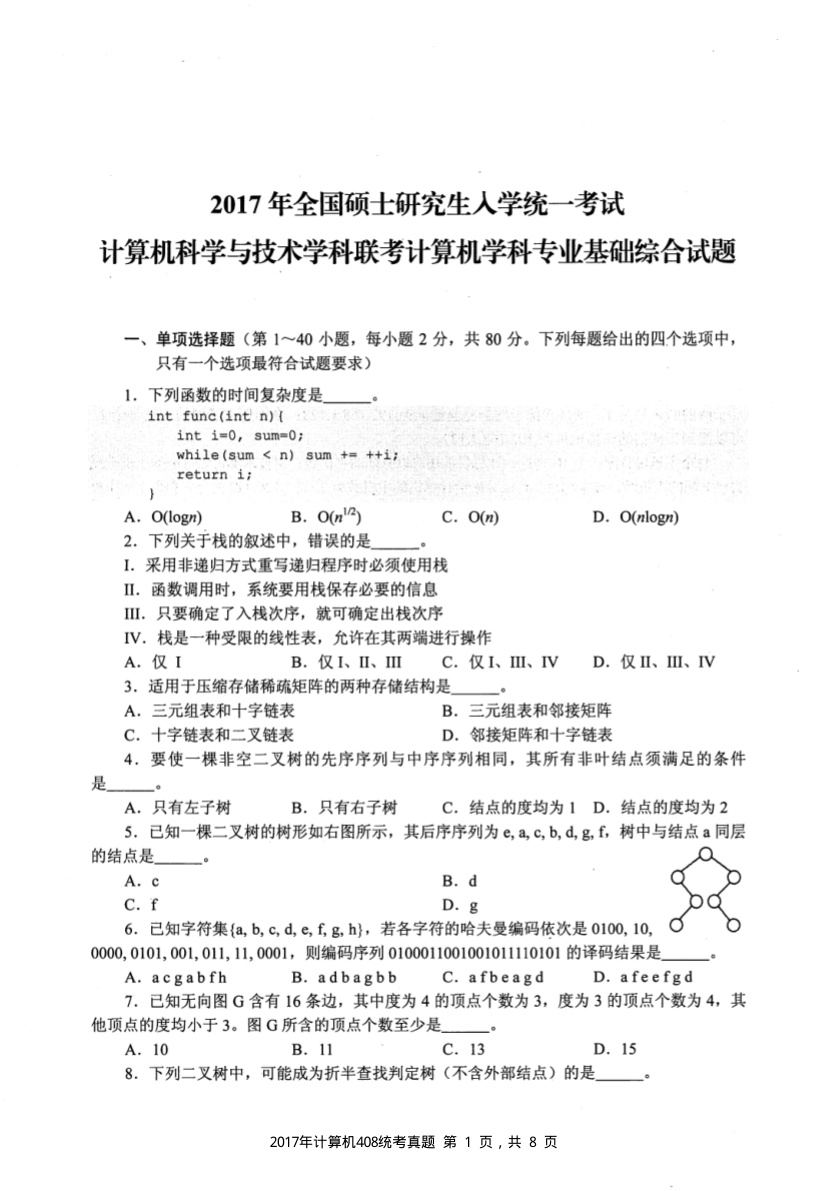 2017 年全国硕士研究生入学统一考试
计算机科学与技术学科联考计算机学科专业基础综合试题
一、单项选择题（第 1～40 小题，每小题 2 分，共 80 分。下列每题给出的四个选项中，
只有一个选项最符合试题要求）
1．下列函数的时间复杂度是______。
int func(int n){
int i=0, sum=0;
while(sum < n) sum += ++i;
return i;
}
A．O(logn) B．O(n^1/2) C．O(n) D．O(nlogn)
2．下列关于栈的叙述中，错误的是______。
I．采用非递归方式重写递归程序时必须使用栈
II．函数调用时，系统要用栈保存必要的信息
III．只要确定了入栈次序，就可确定出栈次序
IV．栈是一种受限的线性表，允许在其两端进行操作
A．仅 I B．仅 I、II、III C．仅 I、III、IV D．仅 II、III、IV
3．适用于压缩存储稀疏矩阵的两种存储结构是______。
A．三元组表和十字链表 B．三元组表和邻接矩阵
C．十字链表和二叉链表 D．邻接矩阵和十字链表
4．要使一棵非空二叉树的先序序列与中序序列相同，其所有非叶结点须满足的条件
是______。
A．只有左子树 B．只有右子树 C．结点的度均为 1 D．结点的度均为 2
5．已知一棵二叉树的树形如右图所示，其后序序列为 e, a, c, b, d, g, f，树中与结点 a 同层
的结点是______。
A．c B．d
C．f D．g
6．已知字符集{a, b, c, d, e, f, g, h}，若各字符的哈夫曼编码依次是 0100, 10,
0000, 0101, 001, 011, 11, 0001，则编码序列 0100011001001011110101 的译码结果是______。
A．a c g a b f h B．a d b a g b b C．a f b e a g d D．a f e e f g d
7．已知无向图 G 含有 16 条边，其中度为 4 的顶点个数为 3，度为 3 的顶点个数为 4，其
他顶点的度均小于 3。图 G 所含的顶点个数至少是______。
A．10 B．11 C．13 D．15
8．下列二叉树中，可能成为折半查找判定树（不含外部结点）的是______。
2017年计算机408统考真题 第 1 页，共 8 页